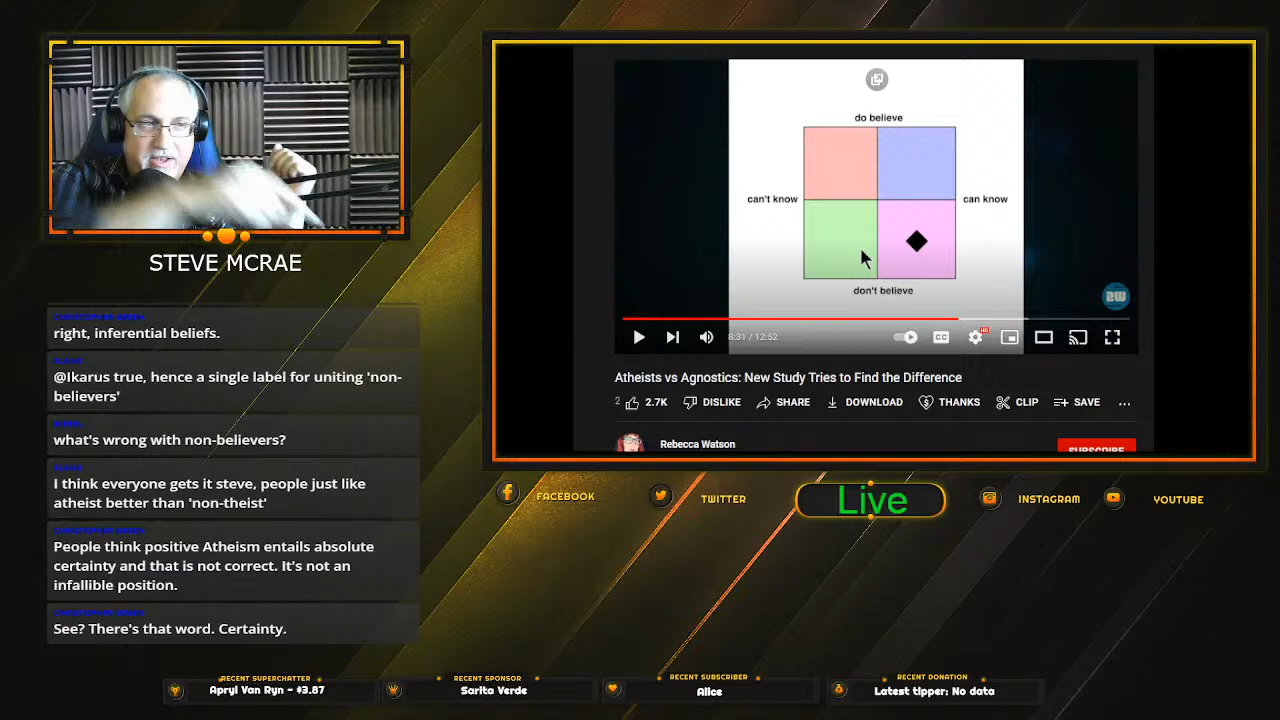 STEVE MCRAE
right, inferential beliefs.
@Ikarus true, hence a single label for uniting 'non-
believers'
what's wrong with non-believers?
I think everyone gets it steve, people just like
atheist better than 'non-theist'
People think positive Atheism entails absolute
certainty and that is not correct. It's not an
infallible position.
See? There's that word. Certainty.
do believe
can't know
can know
don't believe
2W
CC
HD
8:31 / 12:52
Atheists vs Agnostics: New Study Tries to Find the Difference
2 2.7K DISLIKE SHARE DOWNLOAD THANKS CLIP SAVE ...
Rebecca Watson
SUBSCRIBE
FACEBOOK
TWITTER
Live
INSTAGRAM
YOUTUBE
RECENT SUPERCHATTER
Apryl Van Ryn - $3.87
RECENT SPONSOR
Sarita Verde
RECENT SUBSCRIBER
Alice
RECENT DONATION
Latest tipper: No data